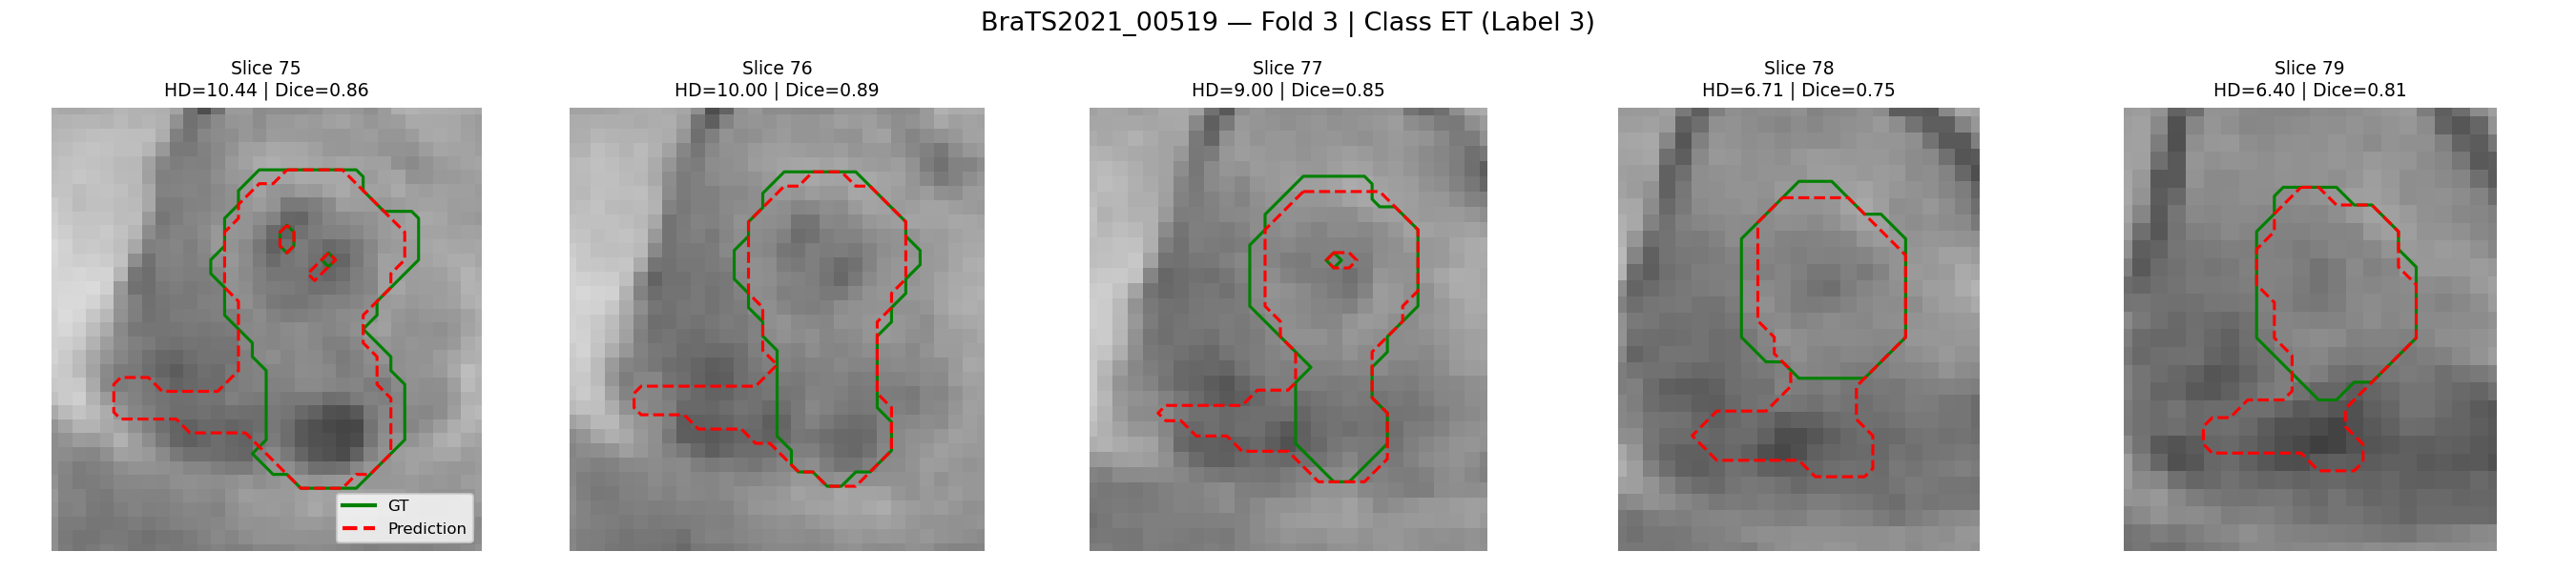 BraTS2021_00519 — Fold 3 | Class ET (Label 3)
Slice 75
HD=10.44 | Dice=0.86
Slice 76
HD=10.00 | Dice=0.89
Slice 77
HD=9.00 | Dice=0.85
Slice 78
HD=6.71 | Dice=0.75
Slice 79
HD=6.40 | Dice=0.81
GT
Prediction